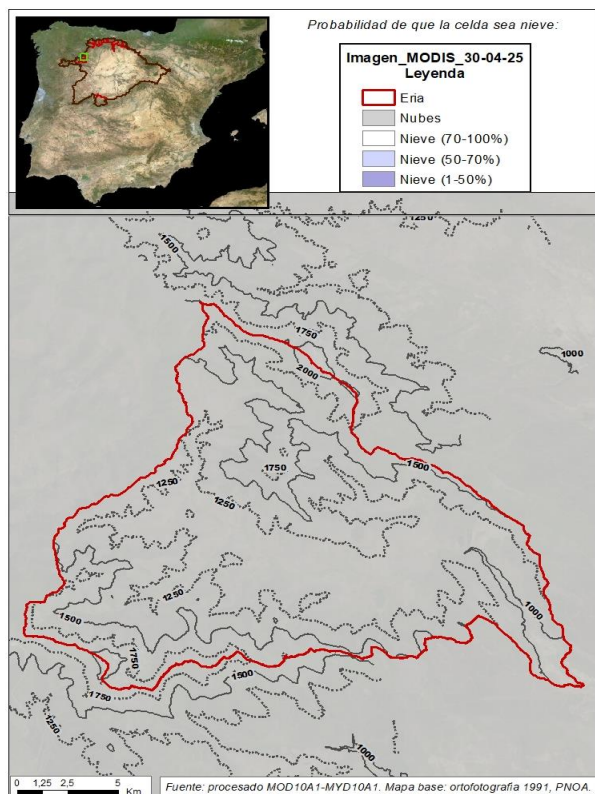 Probabilidad de que la celda sea nieve:
Imagen_MODIS_30-04-25
Leyenda
Eria
Nubes
Nieve (70-100%)
Nieve (50-70%)
Nieve (1-50%)
1250
1500
1750
1000
2000
1750
1500
1250
1250
1250
1000
1500
1750
1500
1750
1250
1000
0 1,25 2,5 5
Km
Fuente: procesado MOD10A1-MYD10A1. Mapa base: ortofotografía 1991, PNOA.